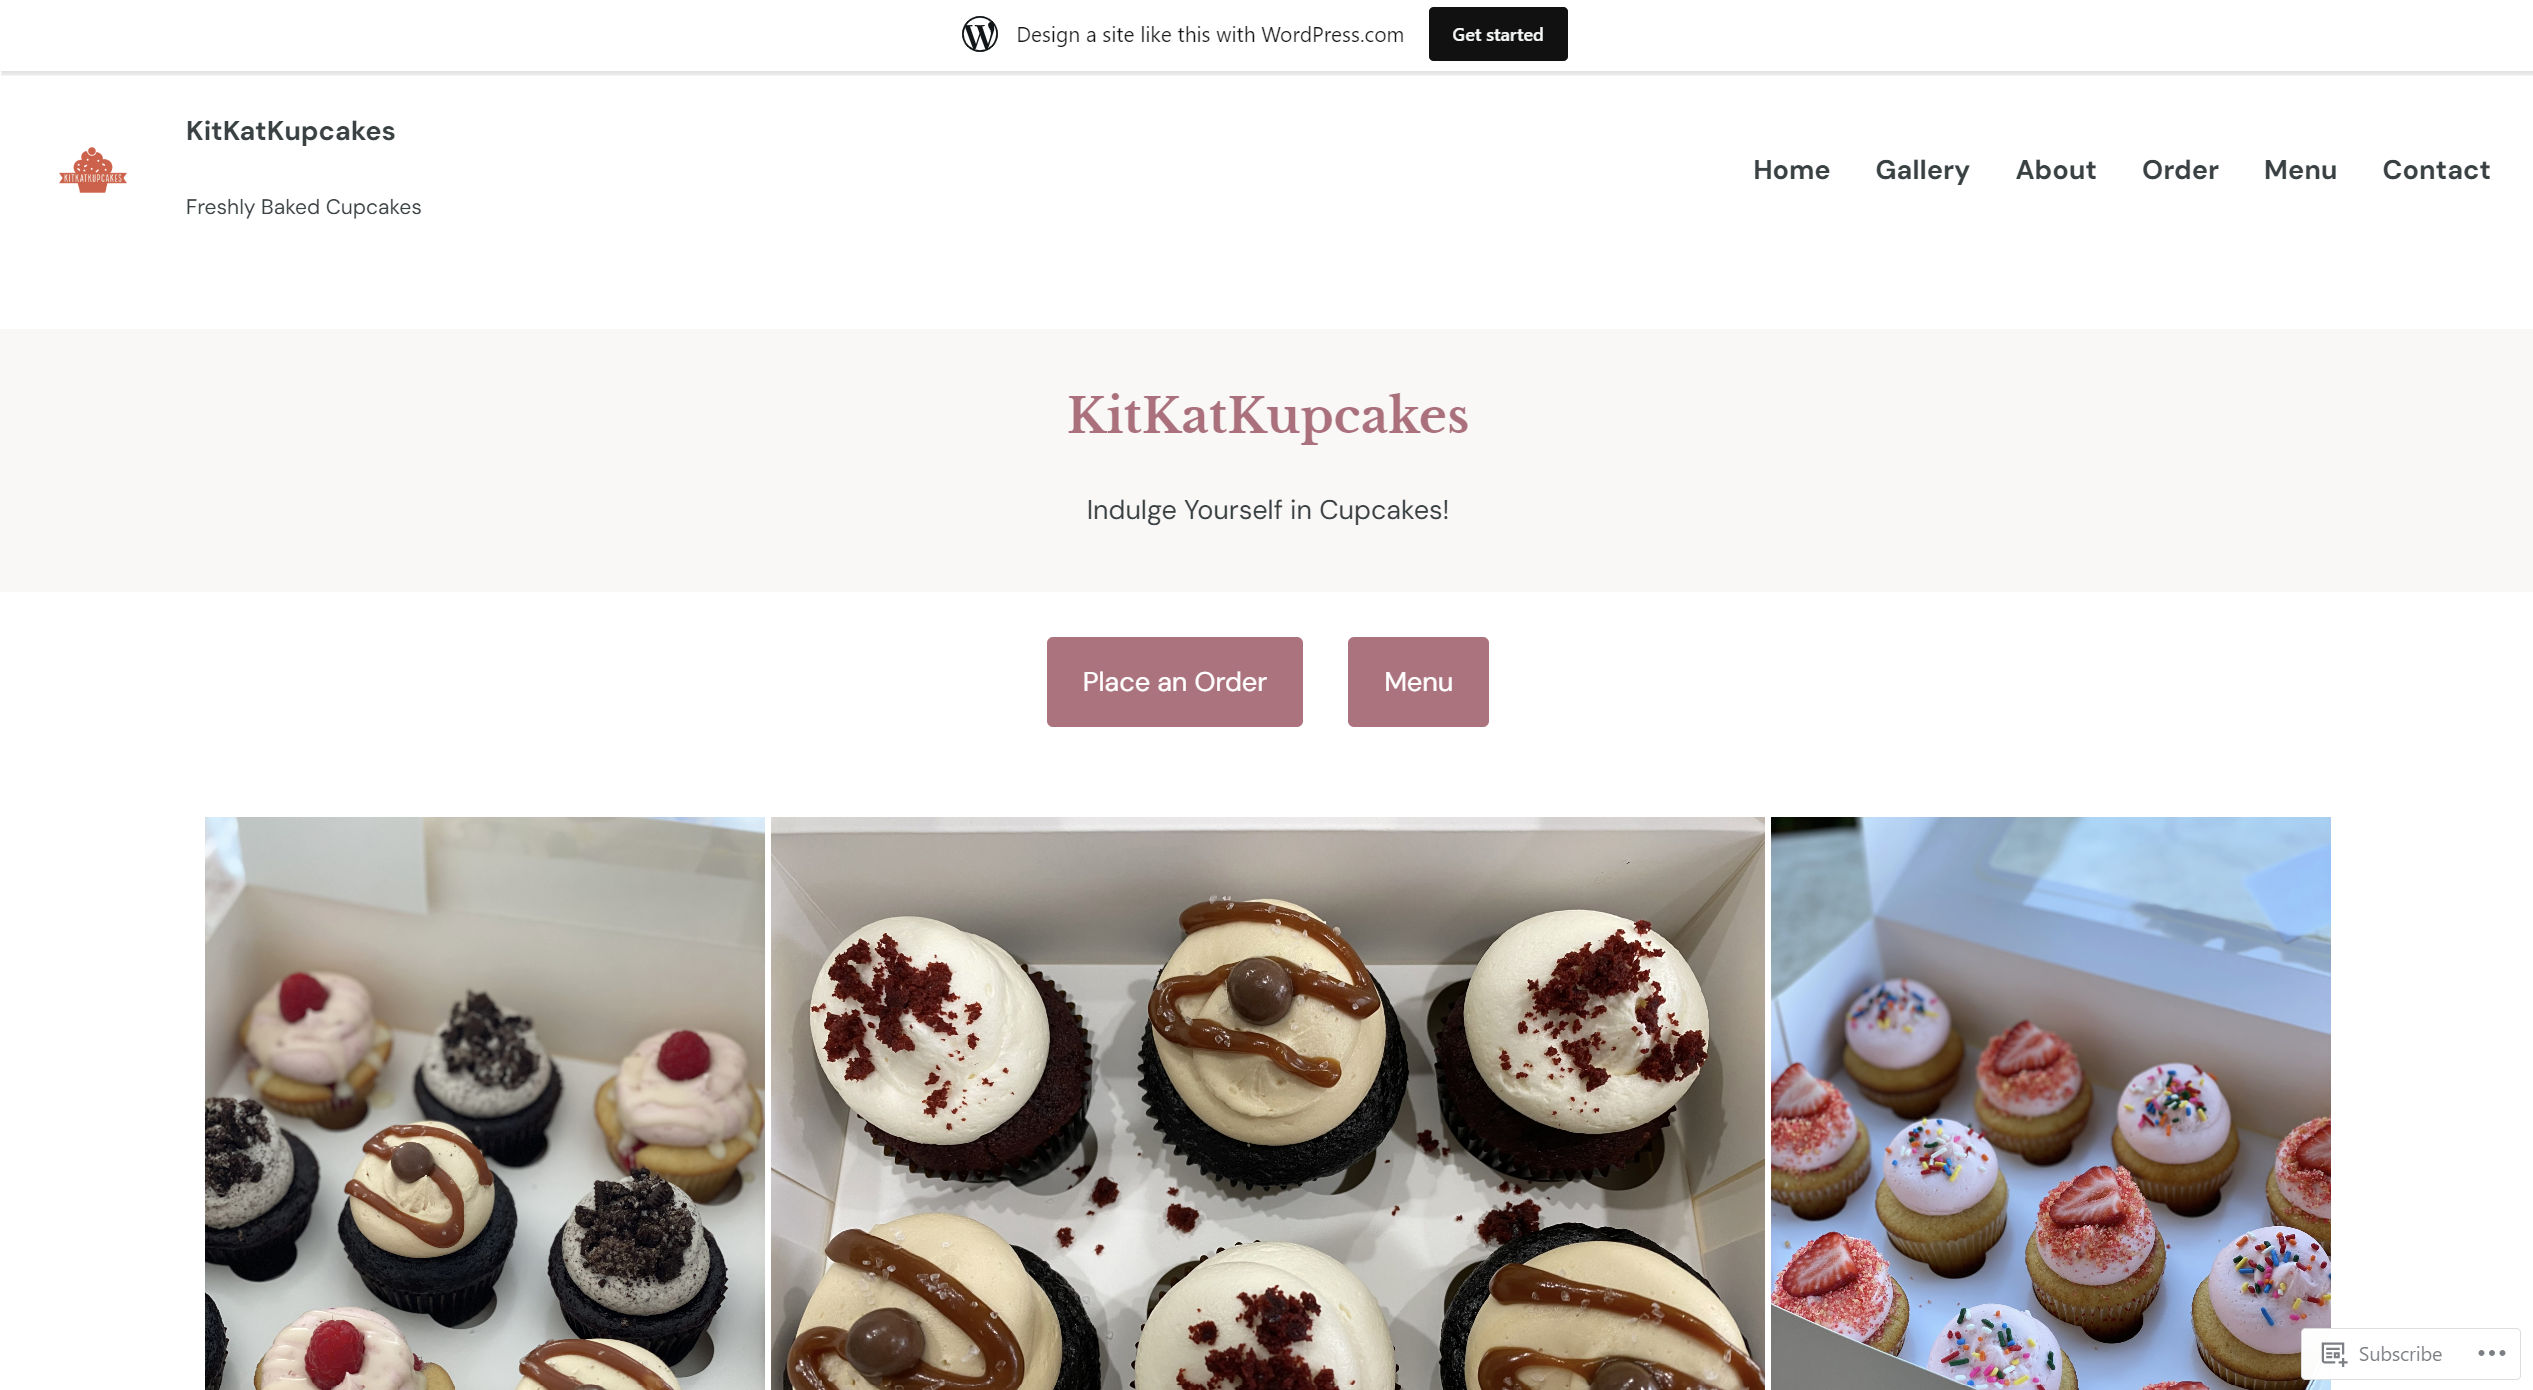 Design a site like this with WordPress.com
Get started
KitKatKupcakes
KITKATKUPCAKES
Freshly Baked Cupcakes
Home
Gallery
About
Order
Menu
Contact
KitKatKupcakes
Indulge Yourself in Cupcakes!
Place an Order
Menu
Subscribe